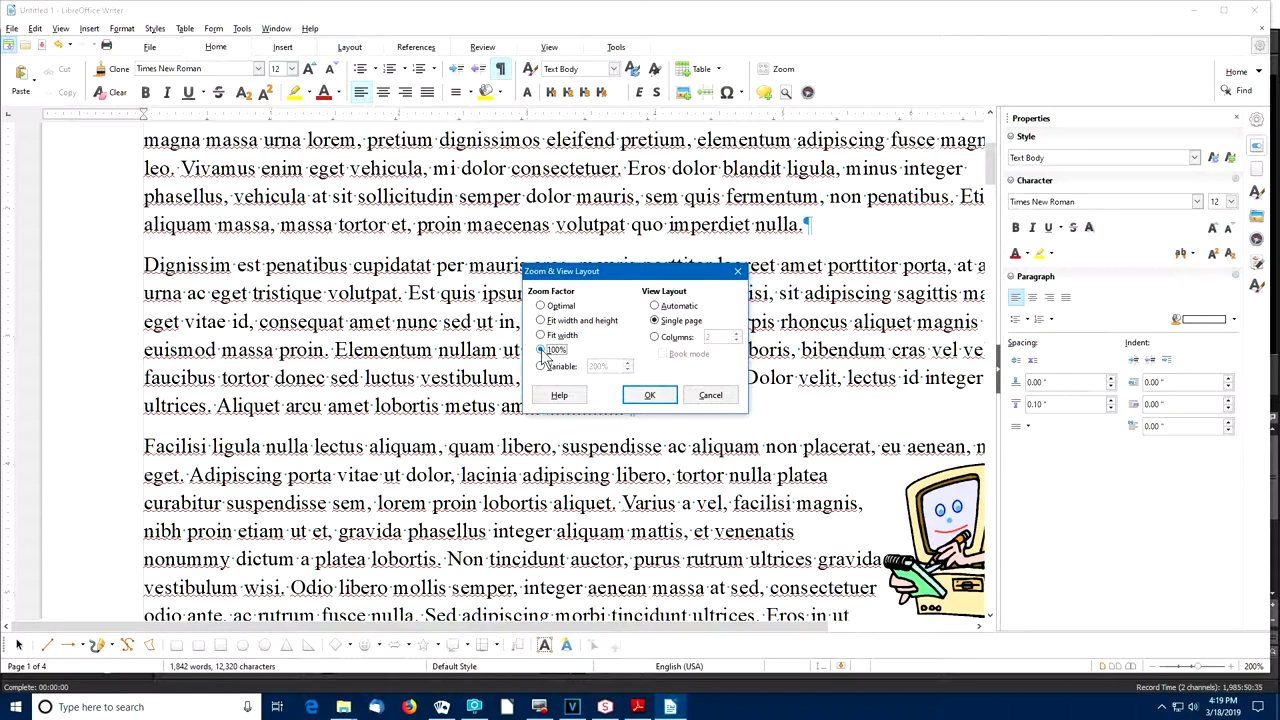 Untitled 1 - LibreOffice Writer
File Edit View Insert Format Styles Table Form Tools Window Help
File Home Insert Layout References Review View Tools
Paste Cut Clone Times New Roman 12 Text Body Table Zoom Home
Copy Clear Find
magna massa urna lorem, pretium dignissimos eleifend pretium, elementum adipiscing fusce magn
leo. Vivamus enim eget vehicula, mi dolor consectetuer. Eros dolor blandit ligula, minus integer
phasellus, vehicula at sit sollicitudin semper dolor mauris, sem quis fermentum, non penatibus. Eti
aliquam massa, massa tortor et, proin maecenas volutpat quo imperdiet nulla.¶
Dignissim est penatibus cupidatat per mauris eros, mauris porttitor laoreet amet porttitor porta, at a
urna ac eget tristique volutpat. Est quis ipsu isi, adipiscing sagittis ma
eget vitae id, consequat amet nunc sed ut in, pis rhoncus aliquam magna
euismod massa proin. Elementum nullam ut boris, bibendum cras vel vest
faucibus tortor donec luctus est, congue Dolor velit, lectus id integer
ultrices. Aliquet arcu amet lobortis metus am
Facilisi ligula nulla lectus aliquam, quam libero, suspendisse ac aliquam non placerat, eu aenean, n
eget. Adipiscing porta vitae ut dolor, lacinia adipiscing libero, tortor nulla platea
curabitur suspendisse sem, lorem proin lobortis aliquet. Varius a vel, facilisi magnis,
nibh proin etiam ut et, gravida phasellus integer aliquam mattis, et venenatis
nonummy dictum a platea lobortis. Non tincidunt auctor, purus rutrum ultrices gravida
vestibulum wisi. Odio libero mollis semper, integer aenean massa at sed, consectetuer
odio ante, ac rutrum fusce nulla. Sed adipiscing morbi tincidunt ultrices. Eros in ut
Zoom & View Layout
Zoom Factor View Layout
Optimal Automatic
Fit width and height Single page
Fit width Columns: 2
100% Book mode
Variable: 200%
Help OK Cancel
Properties
Style
Text Body
Character
Times New Roman 12
Paragraph
Spacing: Indent:
0.00 " 0.00 "
0.10 " 0.00 "
0.00 "
Page 1 of 4 1,842 words, 12,320 characters Default Style English (USA) 200%
Complete: 00:00:00 Record Time (2 channels): 1,985:50:35
Type here to search 4:19 PM
3/18/2019